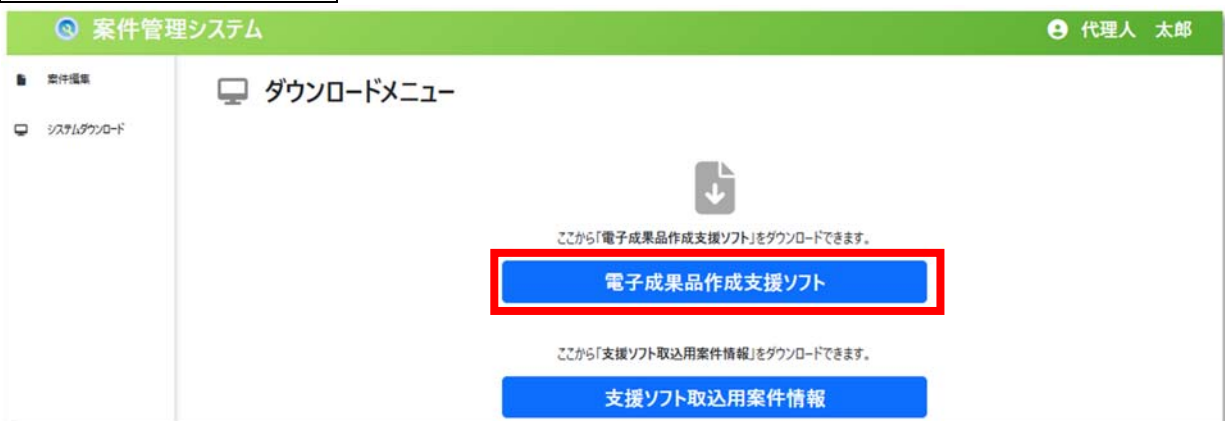 案件管理システム
代理人 太郎
案件編集
システムダウンロード
ダウンロードメニュー
ここから「電子成果品作成支援ソフト」をダウンロードできます。
電子成果品作成支援ソフト
ここから「支援ソフト取込用案件情報」をダウンロードできます。
支援ソフト取込用案件情報